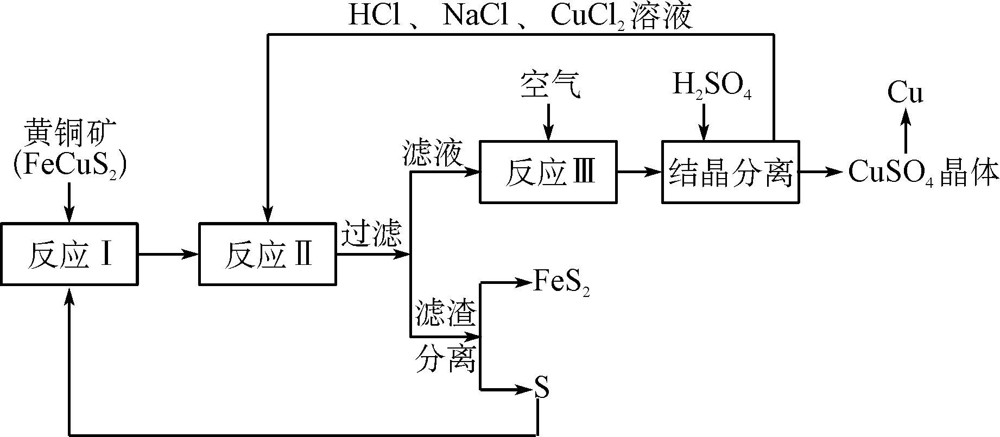 HCl、NaCl、CuCl₂溶液
空气
H₂SO₄
Cu
黄铜矿
(FeCuS₂)
滤液
反应Ⅲ
结晶分离
CuSO₄晶体
反应Ⅰ
反应Ⅱ
过滤
FeS₂
滤渣
分离
S